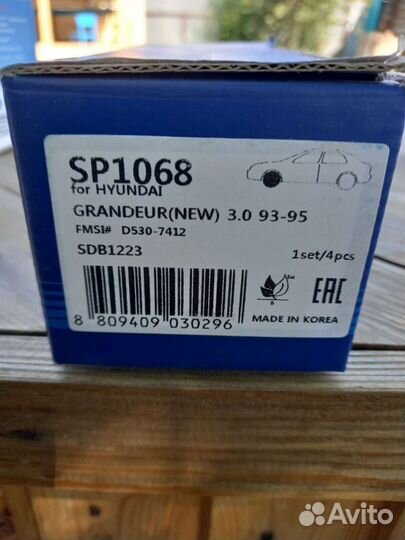 SP1068
for HYUNDAI
GRANDEUR(NEW) 3.0 93-95
FMSI# D530-7412
SDB1223
1set/4pcs
TM
B
EAC
8 809409 030296
MADE IN KOREA
Avito